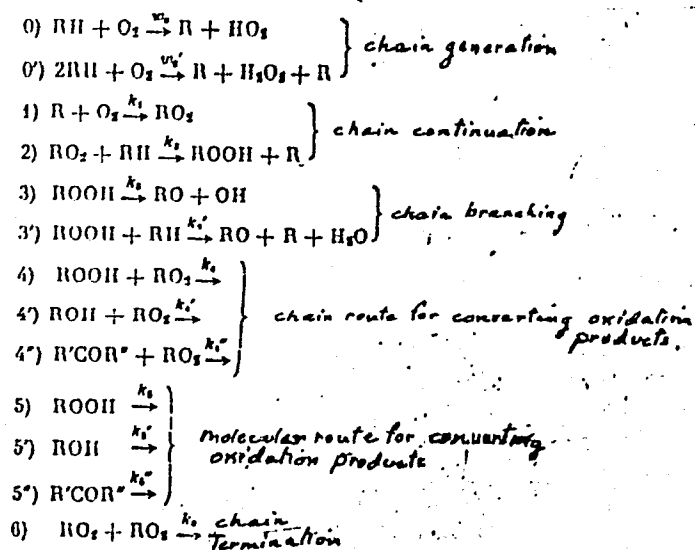 0) RH + O₂ —w₀→ R + HO₂
0') 2RH + O₂ —w₀'→ R + H₂O₂ + R
} chain generation
1) R + O₂ —k₁→ RO₂
2) RO₂ + RH —k₂→ ROOH + R
} chain continuation
3) ROOH —k₃→ RO + OH
3') ROOH + RH —k₃'→ RO + R + H₂O
} chain branching
4) ROOH + RO₂ —k₄→
4') ROH + RO₂ —k₄'→
4") R'COR" + RO₂ —k₄"→
} chain route for converting oxidation
products.
5) ROOH —k₅→
5') ROH —k₅'→
5") R'COR" —k₅"→
} molecular route for converting
oxidation products.
6) RO₂ + RO₂ —k₆→ chain
termination